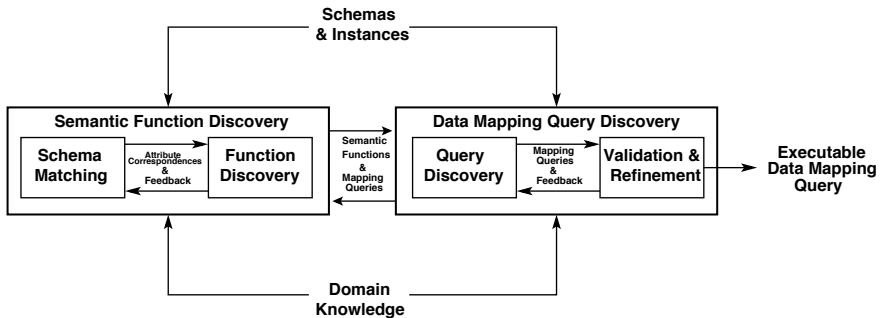 Schemas
& Instances
Semantic Function Discovery
Schema
Matching
Attribute
Correspondences
&
Feedback
Function
Discovery
Semantic
Functions
&
Mapping
Queries
Data Mapping Query Discovery
Query
Discovery
Mapping
Queries
&
Feedback
Validation &
Refinement
Executable
Data Mapping
Query
Domain
Knowledge